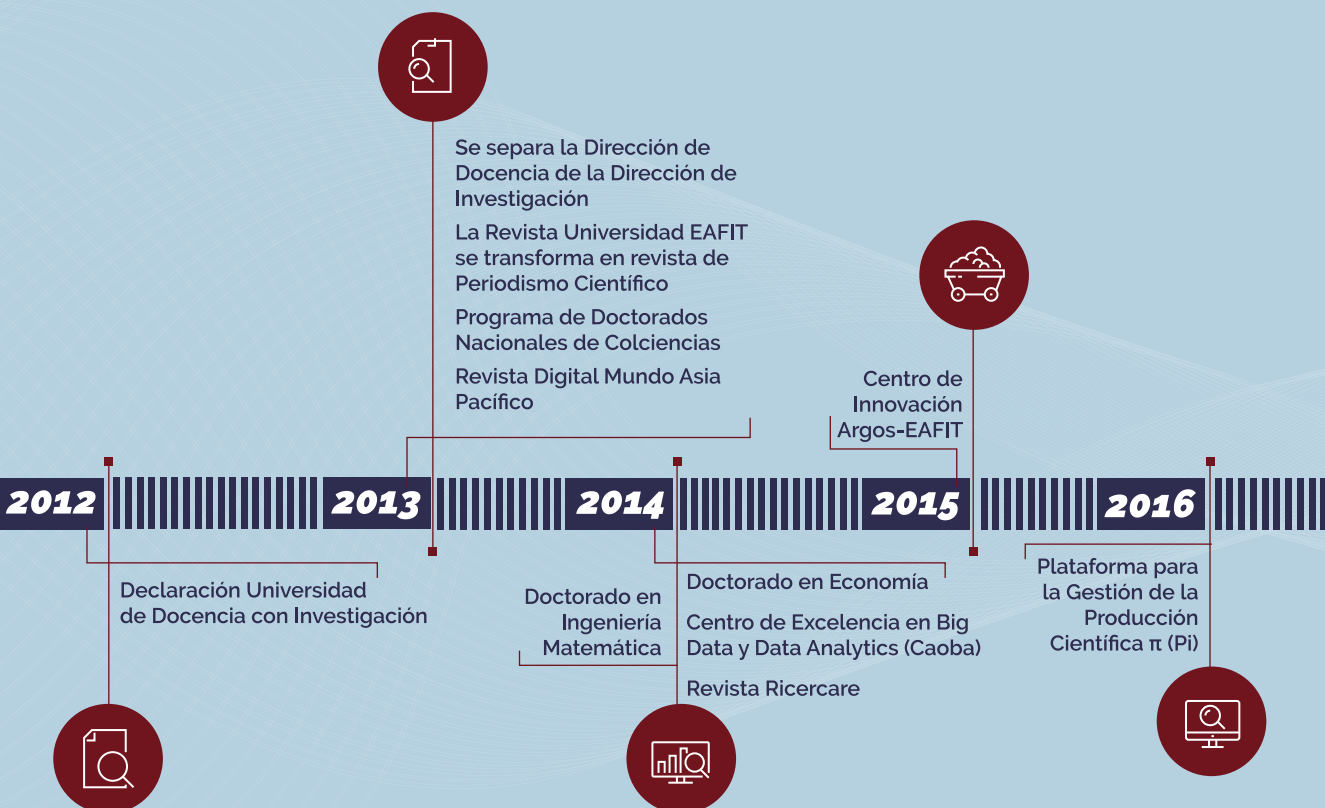 Se separa la Dirección de
Docencia de la Dirección de
Investigación
La Revista Universidad EAFIT
se transforma en revista de
Periodismo Científico
Programa de Doctorados
Nacionales de Colciencias
Revista Digital Mundo Asia
Pacífico
Centro de
Innovación
Argos-EAFIT
2012
2013
2014
2015
2016
Declaración Universidad
de Docencia con Investigación
Doctorado en
Ingeniería
Matemática
Doctorado en Economía
Centro de Excelencia en Big
Data y Data Analytics (Caoba)
Revista Ricercare
Plataforma para
la Gestión de la
Producción
Científica π (Pi)